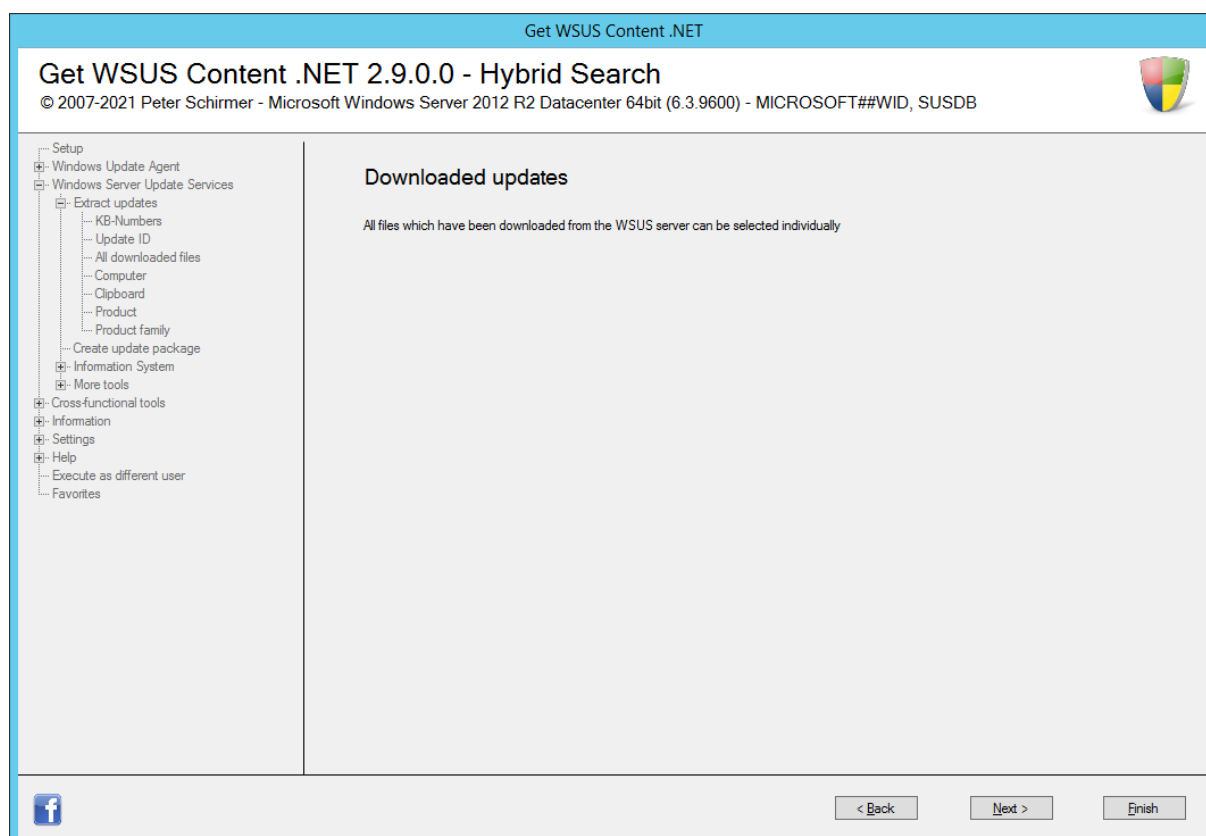 Get WSUS Content .NET
Get WSUS Content .NET 2.9.0.0 - Hybrid Search
© 2007-2021 Peter Schirmer - Microsoft Windows Server 2012 R2 Datacenter 64bit (6.3.9600) - MICROSOFT##WID, SUSDB
Setup
Windows Update Agent
Windows Server Update Services
Extract updates
KB-Numbers
Update ID
All downloaded files
Computer
Clipboard
Product
Product family
Create update package
Information System
More tools
Cross-functional tools
Information
Settings
Help
Execute as different user
Favorites
Downloaded updates
All files which have been downloaded from the WSUS server can be selected individually
f
< Back
Next >
Finish